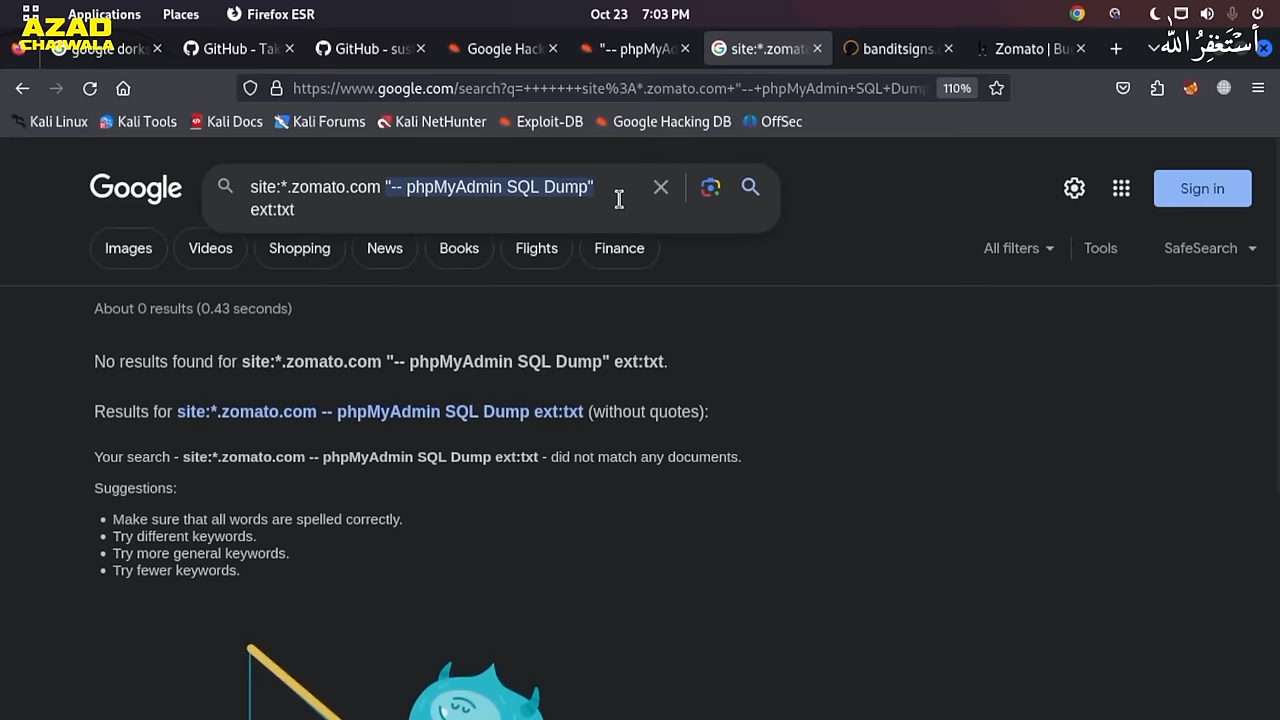 Applications Places Firefox ESR Oct 23 7:03 PM
AZAD
CHAIWALA
أستغفر الله
google dorks GitHub - Tak GitHub - sus Google Hack "-- phpMyAd site:*.zomato banditsigns. Zomato | Bu
https://www.google.com/search?q=+++++++site%3A*.zomato.com+"--+phpMyAdmin+SQL+Dump 110%
Kali Linux Kali Tools Kali Docs Kali Forums Kali NetHunter Exploit-DB Google Hacking DB OffSec
Google
site:*.zomato.com "-- phpMyAdmin SQL Dump"
ext:txt
Sign in
Images Videos Shopping News Books Flights Finance All filters Tools SafeSearch
About 0 results (0.43 seconds)
No results found for site:*.zomato.com "-- phpMyAdmin SQL Dump" ext:txt.
Results for site:*.zomato.com -- phpMyAdmin SQL Dump ext:txt (without quotes):
Your search - site:*.zomato.com -- phpMyAdmin SQL Dump ext:txt - did not match any documents.
Suggestions:
Make sure that all words are spelled correctly.
Try different keywords.
Try more general keywords.
Try fewer keywords.